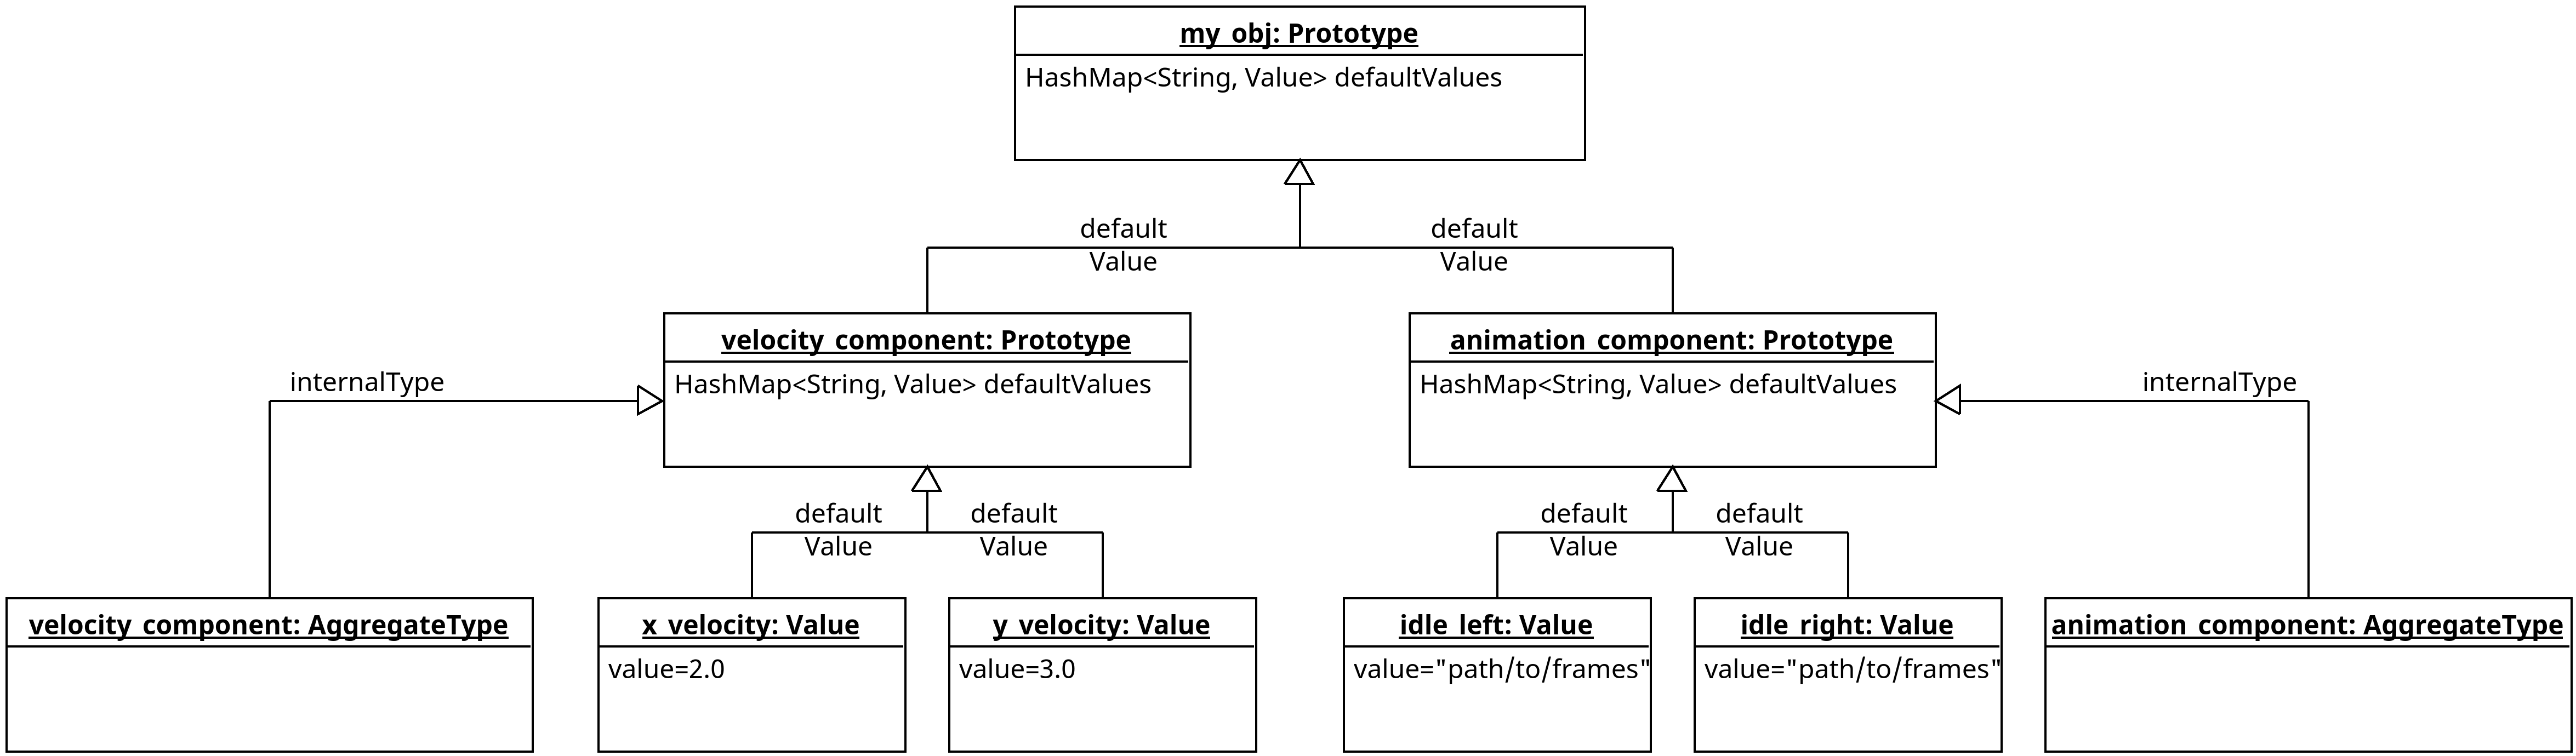 my_obj: Prototype
HashMap<String, Value> defaultValues
default
Value
default
Value
velocity_component: Prototype
HashMap<String, Value> defaultValues
animation_component: Prototype
HashMap<String, Value> defaultValues
internalType
internalType
default
Value
default
Value
default
Value
default
Value
velocity_component: AggregateType
x_velocity: Value
value=2.0
y_velocity: Value
value=3.0
idle_left: Value
value="path/to/frames"
idle_right: Value
value="path/to/frames"
animation_component: AggregateType